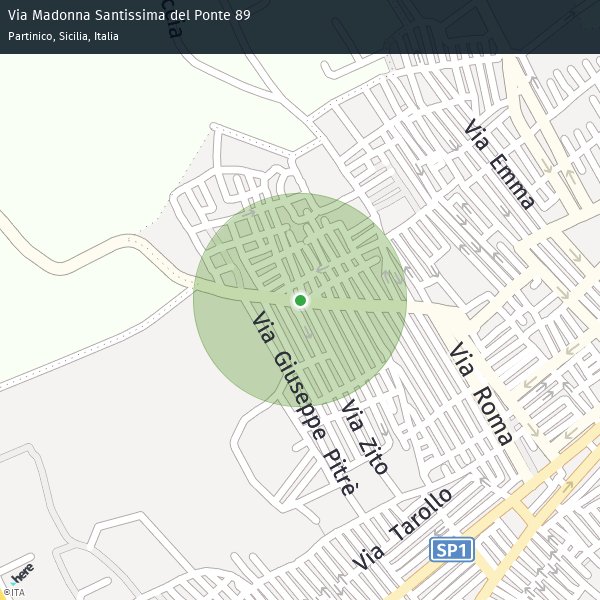 Via Madonna Santissima del Ponte 89
Partinico, Sicilia, Italia
cia
Via Emma
Via Giuseppe Pitrè
Via Roma
Via Zito
Via Tarollo
SP1
here
©ITA